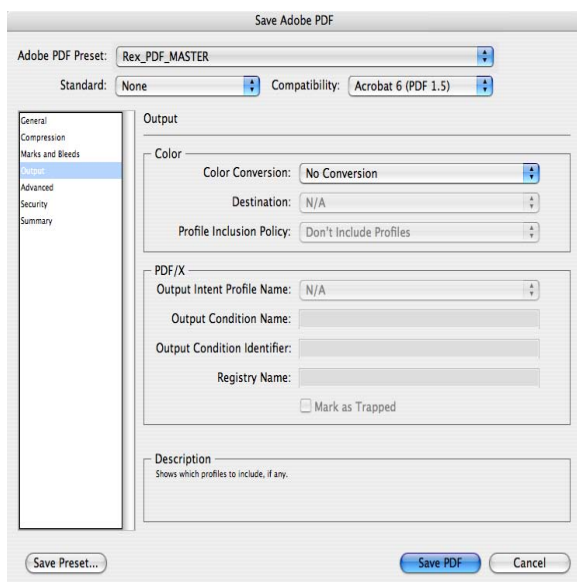 Save Adobe PDF
Adobe PDF Preset: Rex_PDF_MASTER
Standard: None Compatibility: Acrobat 6 (PDF 1.5)
General
Compression
Marks and Bleeds
Output
Advanced
Security
Summary
Output
Color
Color Conversion: No Conversion
Destination: N/A
Profile Inclusion Policy: Don't Include Profiles
PDF/X
Output Intent Profile Name: N/A
Output Condition Name:
Output Condition Identifier:
Registry Name:
Mark as Trapped
Description
Shows which profiles to include, if any.
Save Preset... Save PDF Cancel